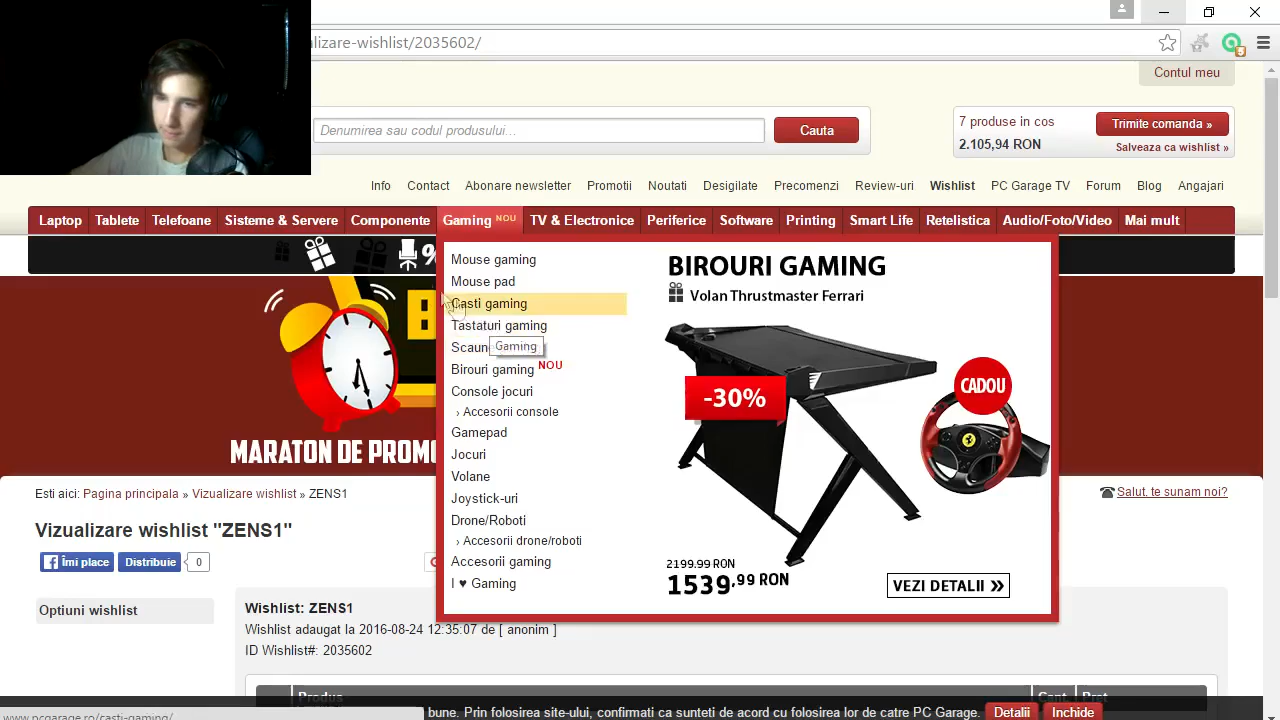 lizare-wishlist/2035602/
Contul meu
Denumirea sau codul produsului...
Cauta
7 produse in cos
2.105,94 RON
Trimite comanda »
Salveaza ca wishlist »
Info Contact Abonare newsletter Promotii Noutati Desigilate Precomenzi Review-uri Wishlist PC Garage TV Forum Blog Angajari
Laptop Tablete Telefoane Sisteme & Servere Componente Gaming NOU TV & Electronice Periferice Software Printing Smart Life Retelistica Audio/Foto/Video Mai mult
%
B
MARATON DE PROMO
Mouse gaming
Mouse pad
Casti gaming
Tastaturi gaming
Scaun
Gaming
Birouri gaming NOU
Console jocuri
› Accesorii console
Gamepad
Jocuri
Volane
Joystick-uri
Drone/Roboti
› Accesorii drone/roboti
Accesorii gaming
I ♥ Gaming
BIROURI GAMING
Volan Thrustmaster Ferrari
-30%
CADOU
2199.99 RON
1539,99 RON
VEZI DETALII »
Esti aici: Pagina principala » Vizualizare wishlist » ZENS1
Salut, te sunam noi?
Vizualizare wishlist "ZENS1"
Îmi place Distribuie 0
Optiuni wishlist
Wishlist: ZENS1
Wishlist adaugat la 2016-08-24 12:35:07 de [ anonim ]
ID Wishlist#: 2035602
Produs Cant Pret
bune. Prin folosirea site-ului, confirmati ca sunteti de acord cu folosirea lor de catre PC Garage. Detalii Inchide
www.pcgarage.ro/casti-gaming/